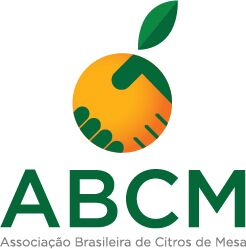 ABCM
Associação Brasileira de Citros de Mesa